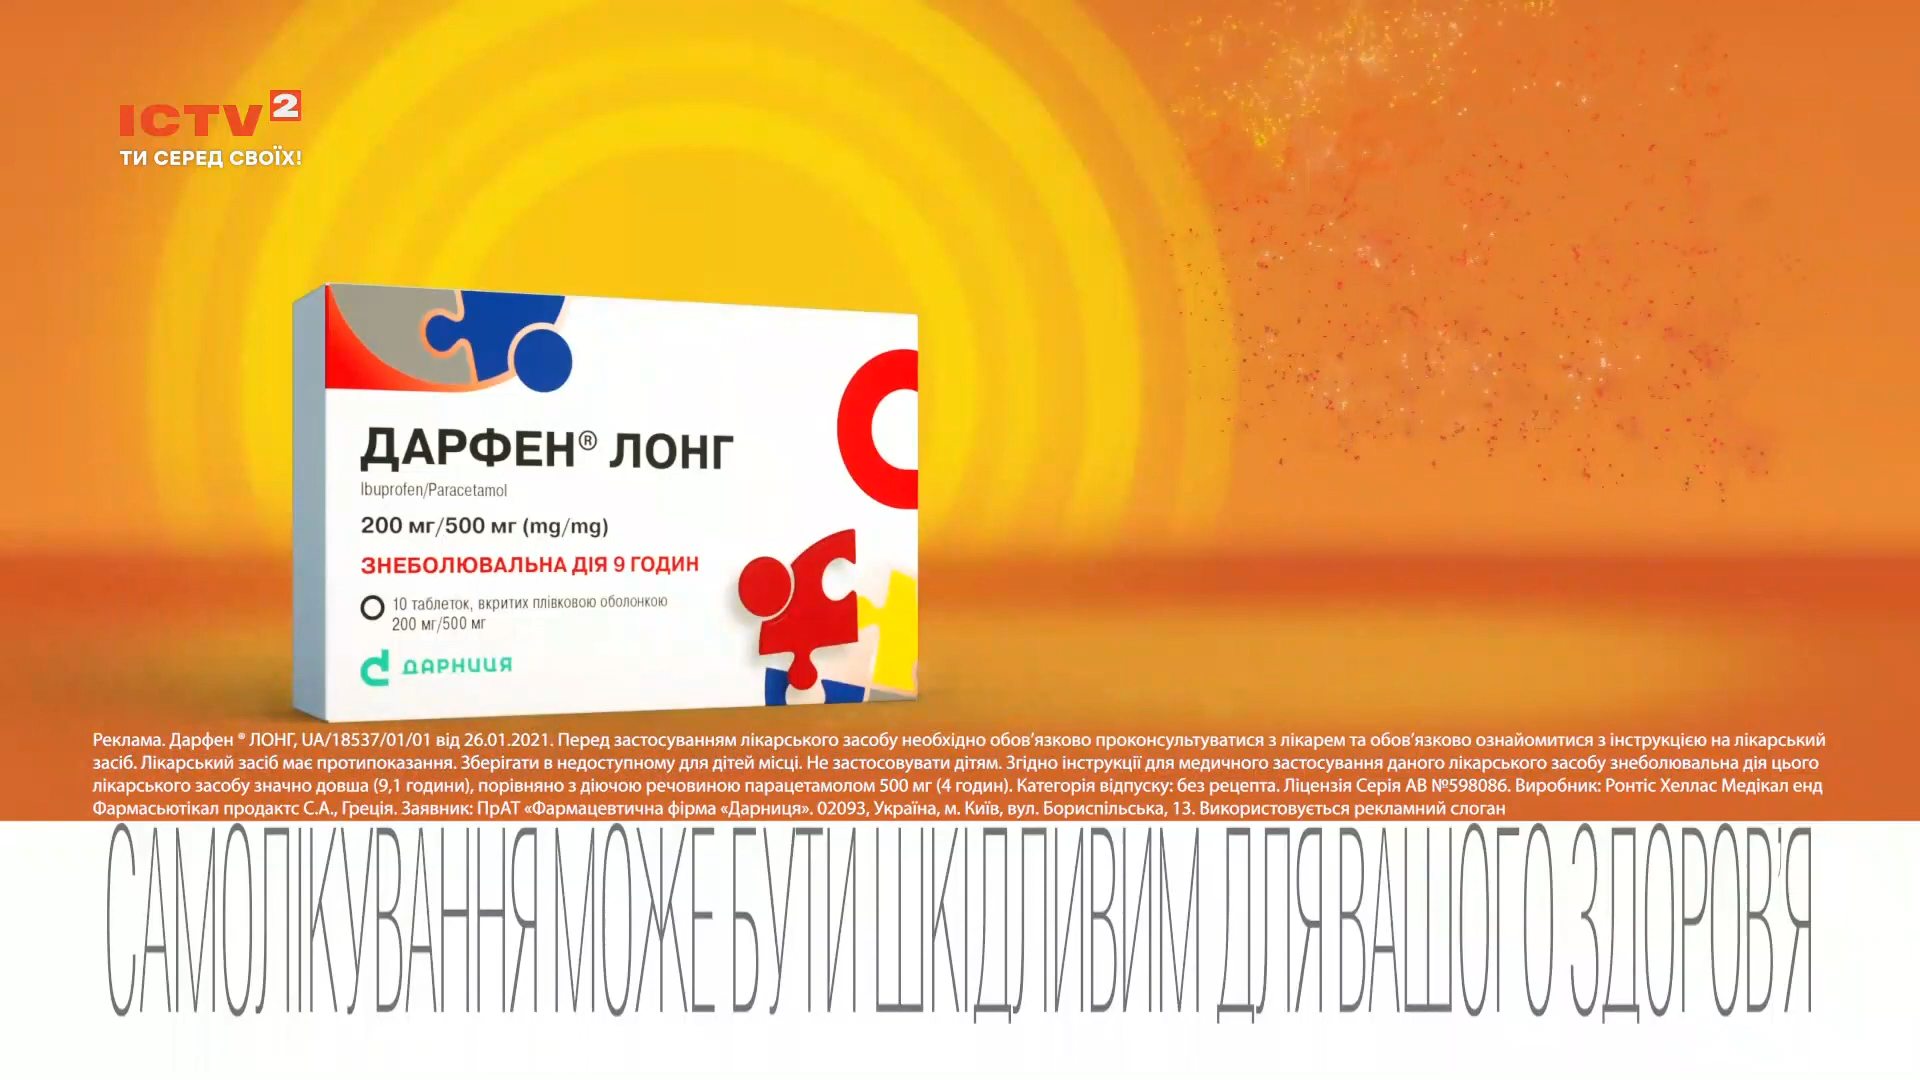 ICTV2
ТИ СЕРЕД СВОЇХ!
ДАРФЕН® ЛОНГ
Ibuprofen/Paracetamol
200 мг/500 мг (mg/mg)
ЗНЕБОЛЮВАЛЬНА ДІЯ 9 ГОДИН
10 таблеток, вкритих плівковою оболонкою
200 мг/500 мг
ДАРНИЦЯ
Реклама. Дарфен ® ЛОНГ, UA/18537/01/01 від 26.01.2021. Перед застосуванням лікарського засобу необхідно обов’язково проконсультуватися з лікарем та обов’язково ознайомитися з інструкцією на лікарський
засіб. Лікарський засіб має протипоказання. Зберігати в недоступному для дітей місці. Не застосовувати дітям. Згідно інструкції для медичного застосування даного лікарського засобу знеболювальна дія цього
лікарського засобу значно довша (9,1 години), порівняно з діючою речовиною парацетамолом 500 мг (4 годин). Категорія відпуску: без рецепта. Ліцензія Серія АВ №598086. Виробник: Ронтіс Хеллас Медікал енд
Фармасьютікал продактс С.А., Греція. Заявник: ПрАТ «Фармацевтична фірма «Дарниця». 02093, Україна, м. Київ, вул. Бориспільська, 13. Використовується рекламний слоган
САМОЛІКУВАННЯ МОЖЕ БУТИ ШКІДЛИВИМ ДЛЯ ВАШОГО ЗДОРОВ’Я